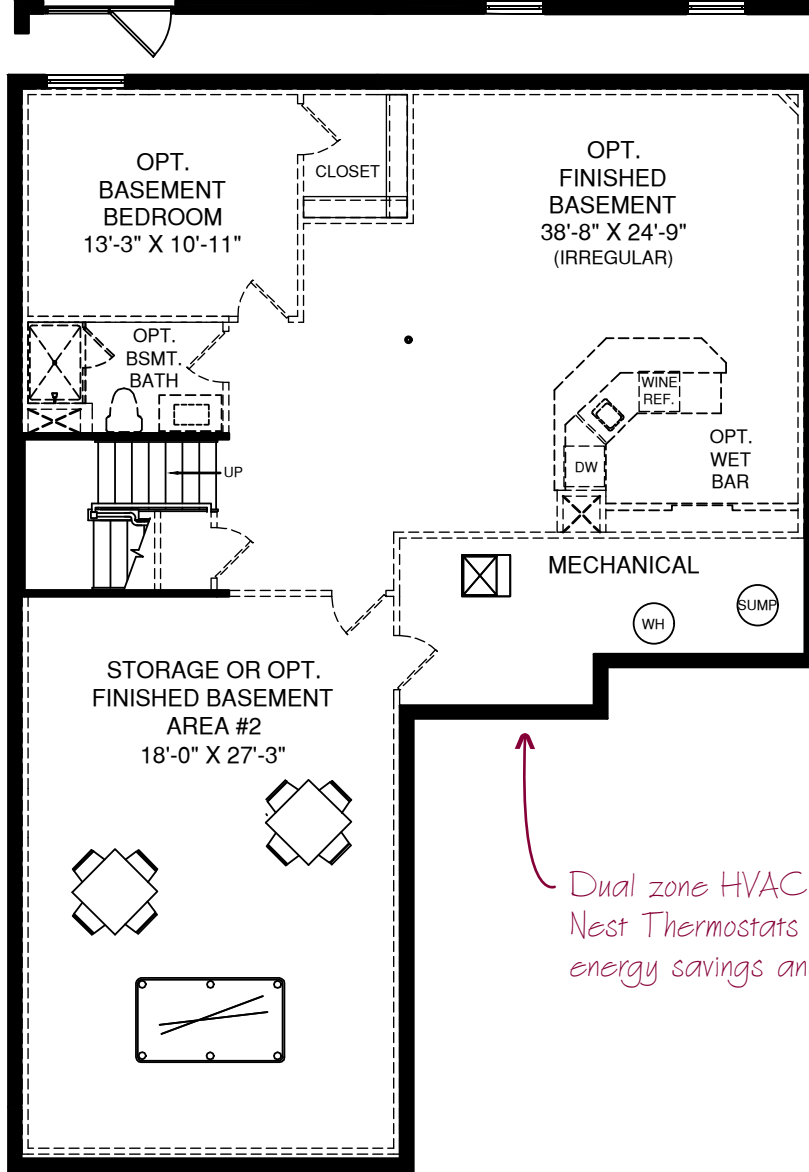 OPT.
BASEMENT
BEDROOM
13'-3" X 10'-11"
CLOSET
OPT.
FINISHED
BASEMENT
38'-8" X 24'-9"
(IRREGULAR)
OPT.
BSMT.
BATH
WINE
REF.
DW
OPT.
WET
BAR
UP
MECHANICAL
WH
SUMP
STORAGE OR OPT.
FINISHED BASEMENT
AREA #2
18'-0" X 27'-3"
Dual zone HVAC
Nest Thermostats
energy savings an